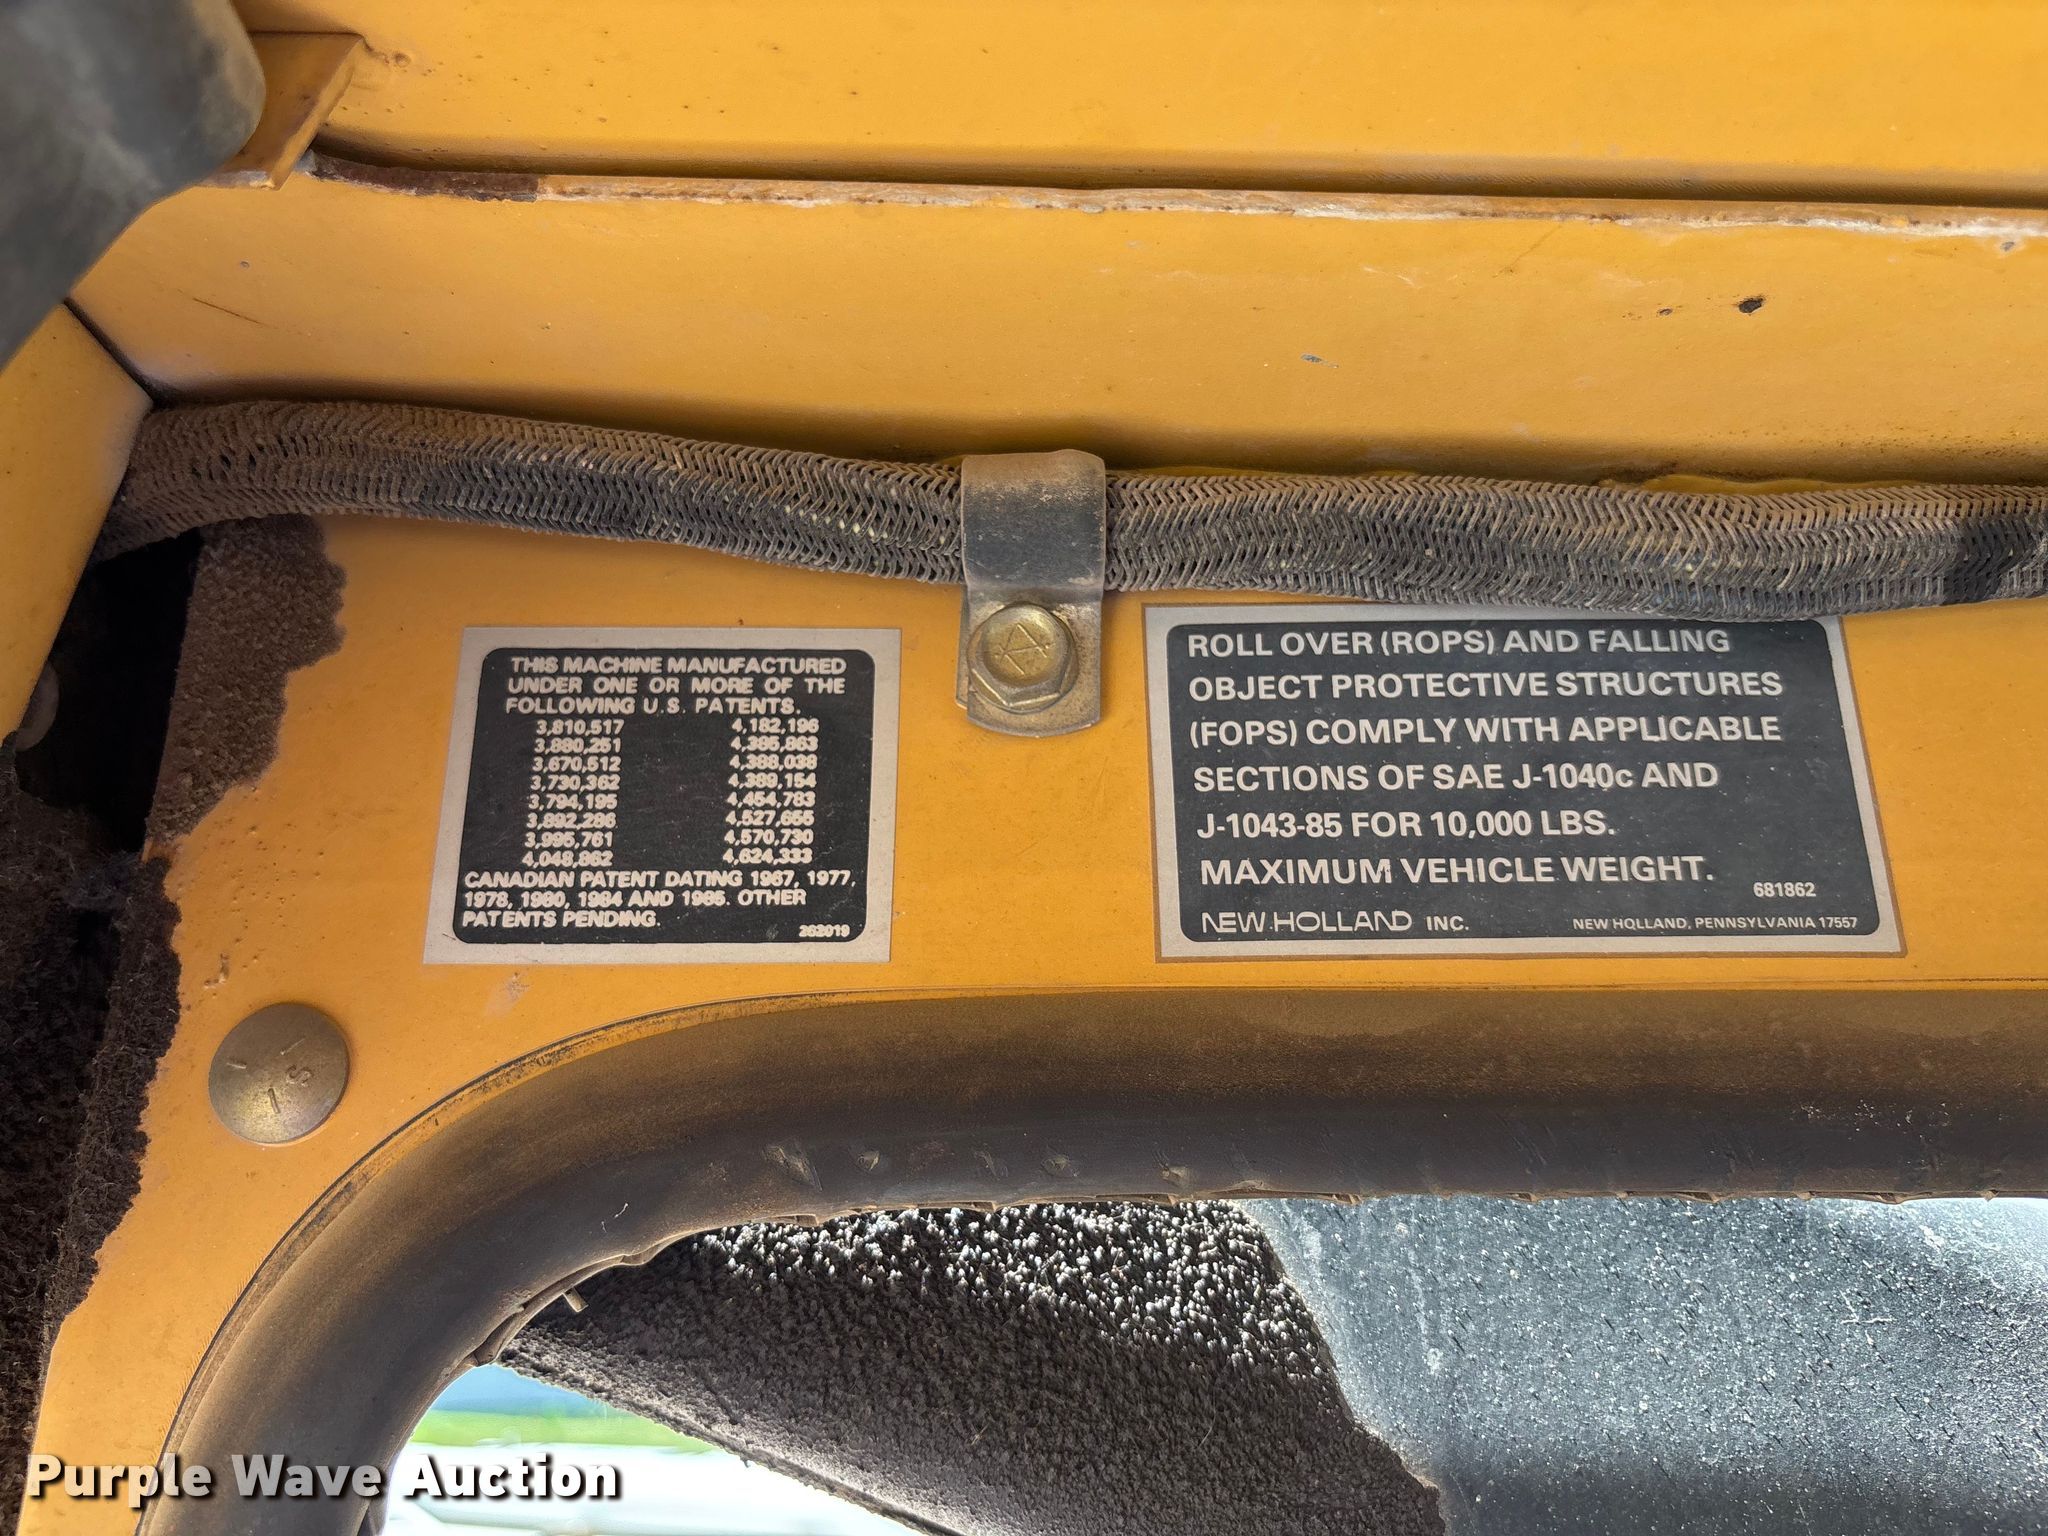 THIS MACHINE MANUFACTURED
UNDER ONE OR MORE OF THE
FOLLOWING U.S. PATENTS.
3,810,517 4,182,196
3,880,251 4,395,863
3,670,512 4,388,038
3,730,362 4,389,154
3,794,195 4,454,783
3,892,286 4,527,655
3,995,761 4,570,730
4,048,862 4,624,333
CANADIAN PATENT DATING 1967, 1977,
1978, 1980, 1984 AND 1985. OTHER
PATENTS PENDING.
262019
ROLL OVER (ROPS) AND FALLING
OBJECT PROTECTIVE STRUCTURES
(FOPS) COMPLY WITH APPLICABLE
SECTIONS OF SAE J-1040c AND
J-1043-85 FOR 10,000 LBS.
MAXIMUM VEHICLE WEIGHT.
681862
NEW HOLLAND INC. NEW HOLLAND, PENNSYLVANIA 17557
Purple Wave Auction